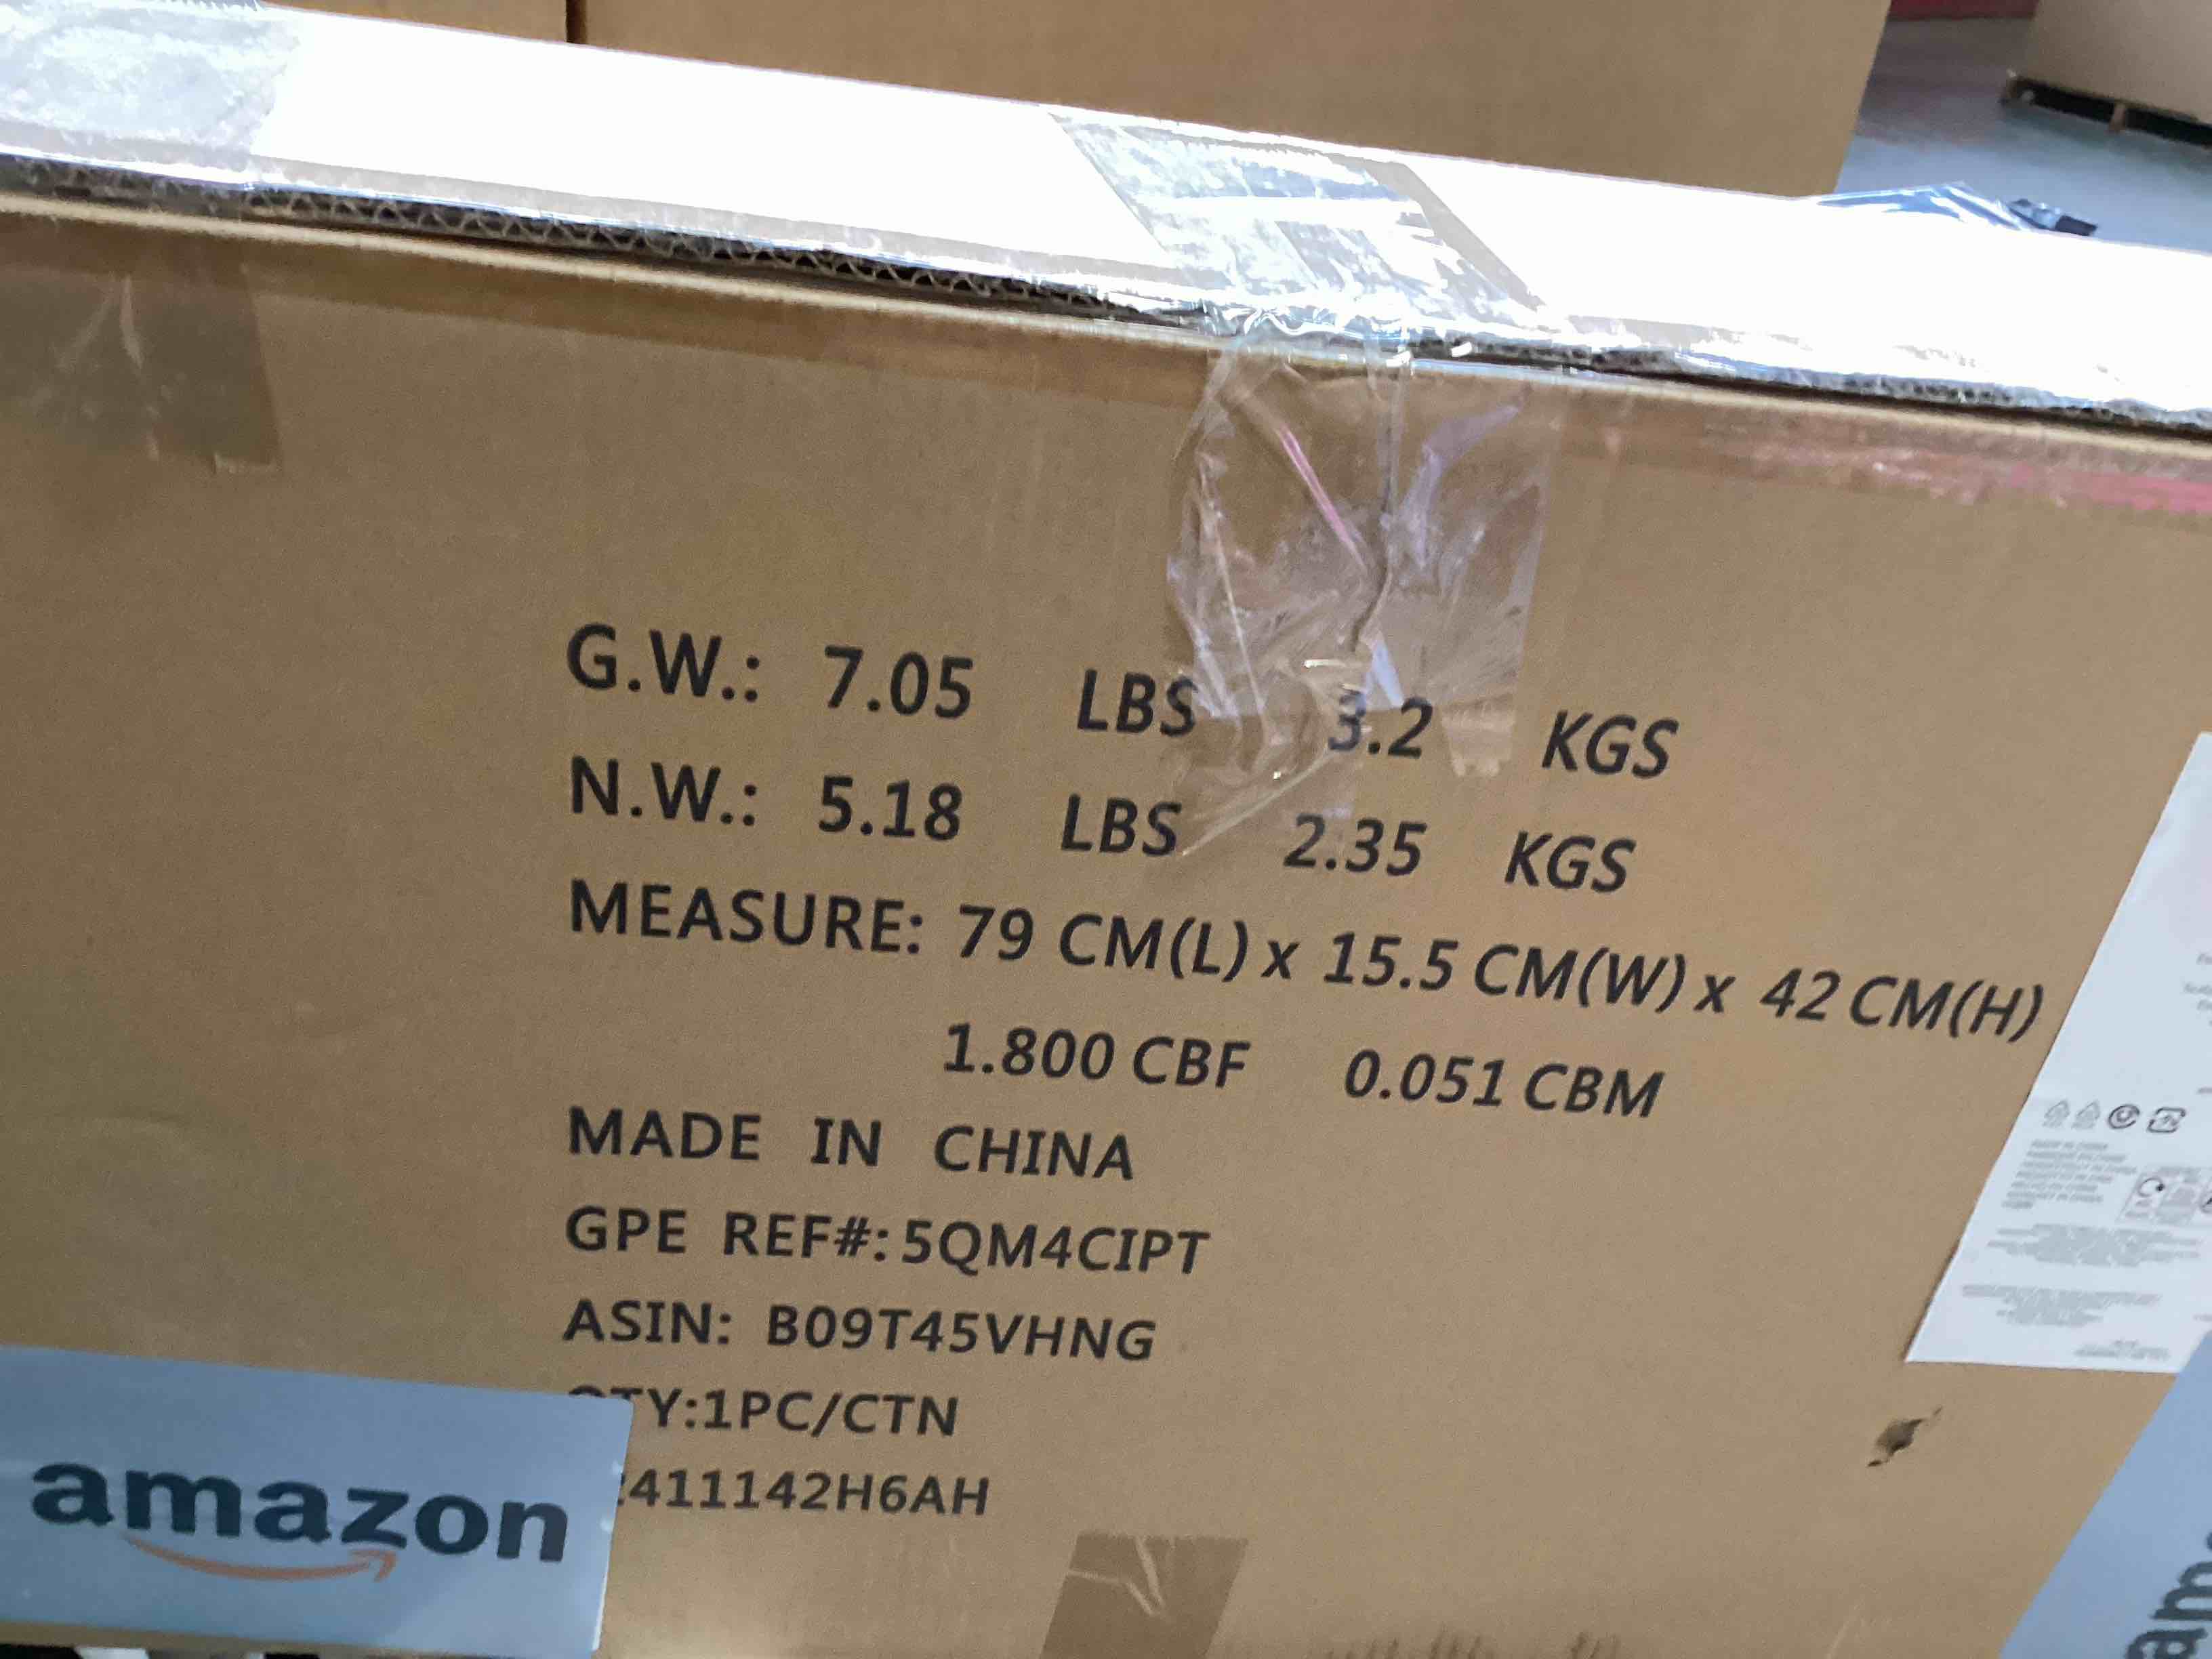 G.W.: 7.05 LBS 3.2 KGS
N.W.: 5.18 LBS 2.35 KGS
MEASURE: 79 CM(L) x 15.5 CM(W) x 42 CM(H)
1.800 CBF 0.051 CBM
MADE IN CHINA
GPE REF#: 5QM4CIPT
ASIN: B09T45VHNG
QTY:1PC/CTN
411142H6AH
amazon